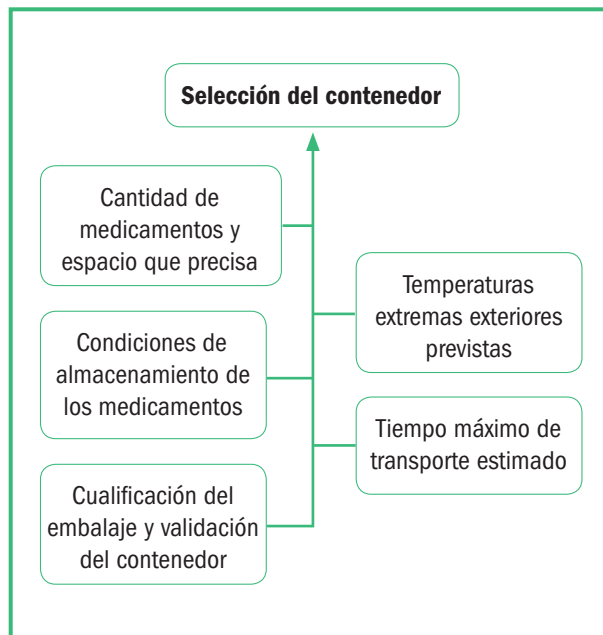 Selección del contenedor
Cantidad de
medicamentos y
espacio que precisa
Temperaturas
extremas exteriores
previstas
Condiciones de
almacenamiento de
los medicamentos
Tiempo máximo de
transporte estimado
Cualificación del
embalaje y validación
del contenedor